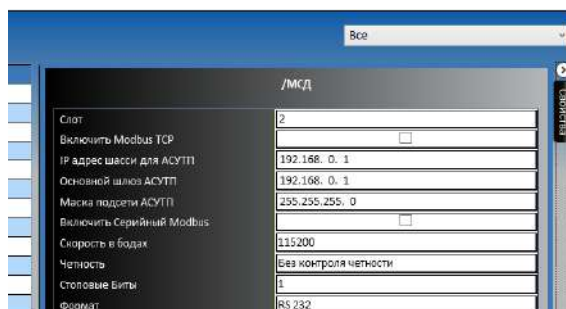 Все
/МСД
Свойства
Слот 2
Включить Modbus TCP
IP адрес шасси для АСУТП 192.168. 0. 1
Основной шлюз АСУТП 192.168. 0. 1
Маска подсети АСУТП 255.255.255. 0
Включить Серийный Modbus
Скорость в бодах 115200
Четность Без контроля четности
Стоповые Биты 1
Формат RS 232